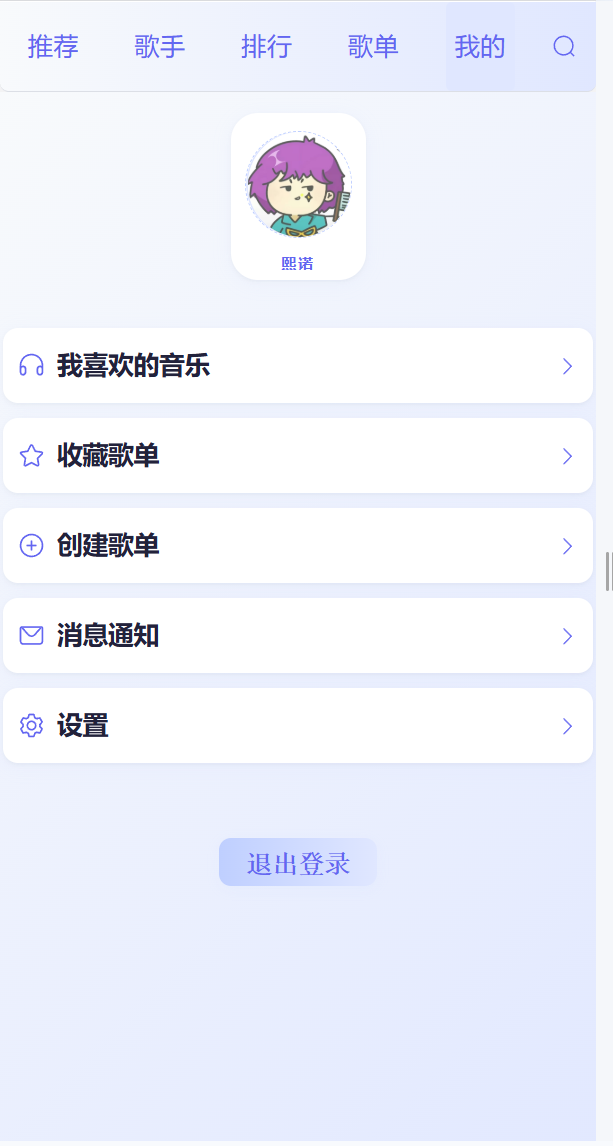 推荐 歌手 排行 歌单 我的
熙诺
我喜欢的音乐
收藏歌单
创建歌单
消息通知
设置
退出登录